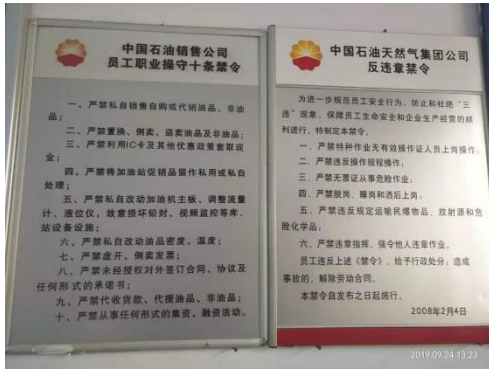 中国石油销售公司
员工职业操守十条禁令
一、严禁私自销售自购或代销油品、非油
品；
二、严禁置换、倒卖、盗卖油品及非油品；
三、严禁利用IC卡及其他优惠政策套取现
金；
四、严禁将加油站促销品留作私用或私自
处理；
五、严禁私自改动加油机主板、调整流量
计、液位仪，故意损坏铅封、视频监控等库、
站设备设施；
六、严禁私自改动油品密度、温度；
七、严禁虚开、倒卖发票；
八、严禁未经授权对外签订合同、协议及
任何形式的承诺书；
九、严禁代收货款、代提油品、非油品；
十、严禁从事任何形式的集资、融资活动。
中国石油天然气集团公司
反违章禁令
为进一步规范员工安全行为，防止和杜绝“三
违”现象，保障员工生命安全和企业生产经营的顺
利进行，特制定本禁令。
一、严禁特种作业无有效操作证人员上岗操作；
二、严禁违反操作规程操作；
三、严禁无票证从事危险作业；
四、严禁脱岗、睡岗和酒后上岗；
五、严禁违反规定运输民爆物品、放射源和危
险化学品；
六、严禁违章指挥、强令他人违章作业。
员工违反上述《禁令》，给予行政处分；造成
事故的，解除劳动合同。
本禁令自发布之日起施行。
2008年2月4日
2019.09.24 13:23